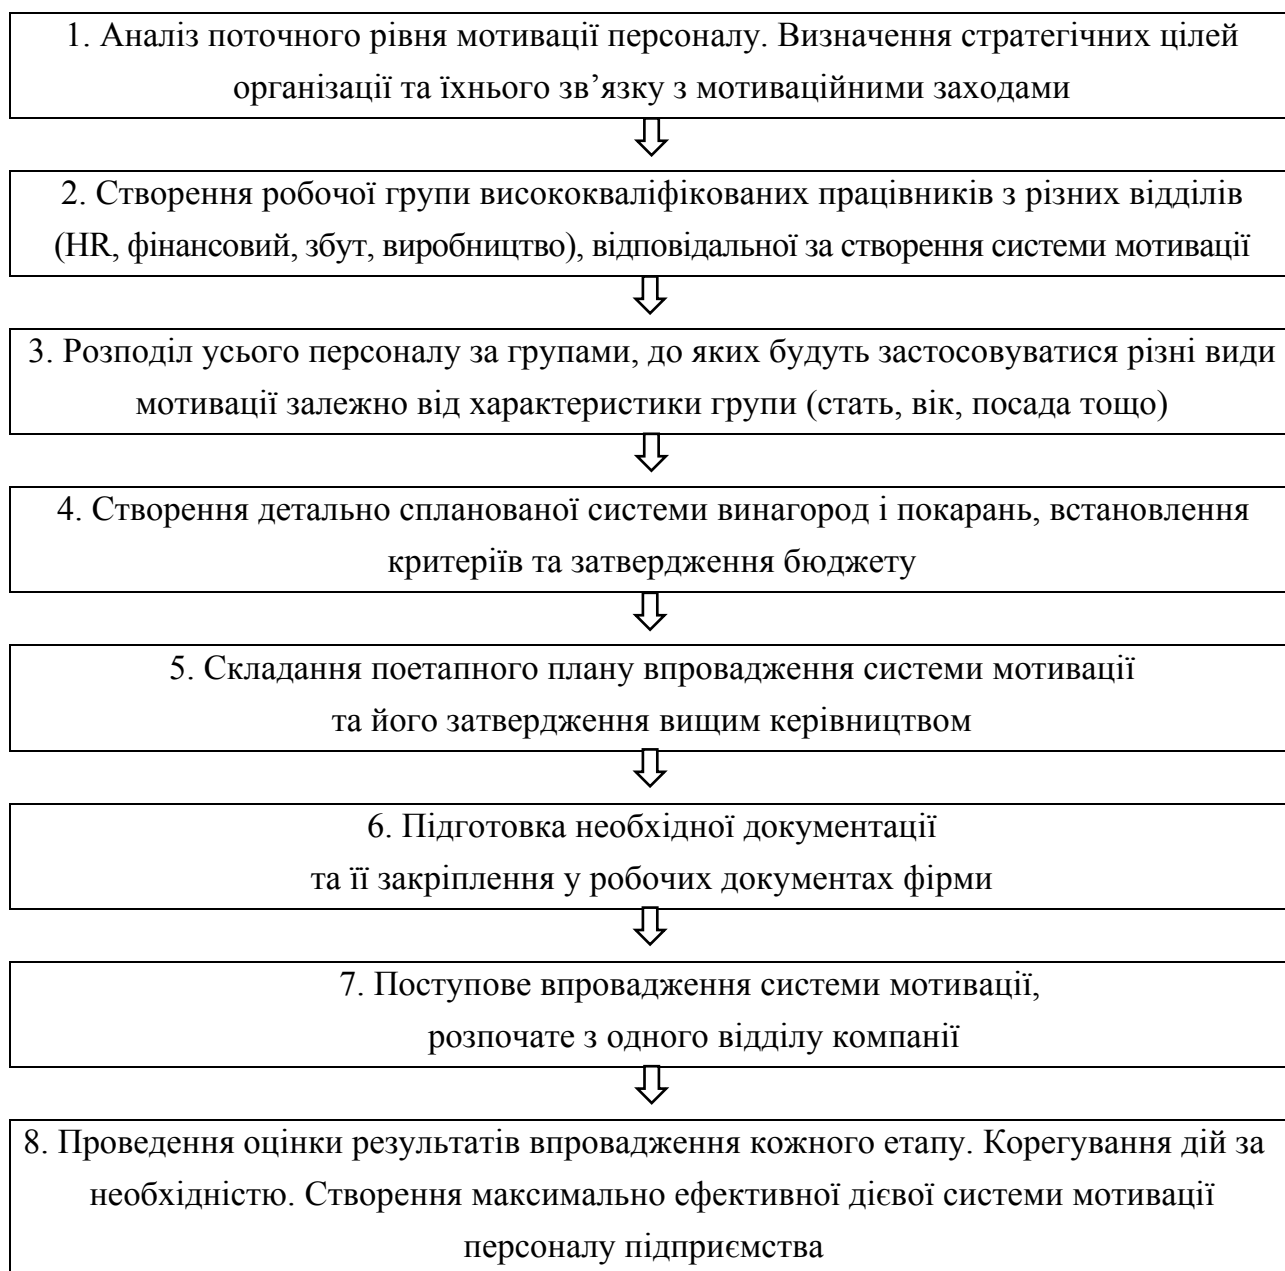 1. Аналіз поточного рівня мотивації персоналу. Визначення стратегічних цілей
організації та їхнього зв’язку з мотиваційними заходами
2. Створення робочої групи висококваліфікованих працівників з різних відділів
(HR, фінансовий, збут, виробництво), відповідальної за створення системи мотивації
3. Розподіл усього персоналу за групами, до яких будуть застосовуватися різні види
мотивації залежно від характеристики групи (стать, вік, посада тощо)
4. Створення детально спланованої системи винагород і покарань, встановлення
критеріїв та затвердження бюджету
5. Складання поетапного плану впровадження системи мотивації
та його затвердження вищим керівництвом
6. Підготовка необхідної документації
та її закріплення у робочих документах фірми
7. Поступове впровадження системи мотивації,
розпочате з одного відділу компанії
8. Проведення оцінки результатів впровадження кожного етапу. Корегування дій за
необхідністю. Створення максимально ефективної дієвої системи мотивації
персоналу підприємства